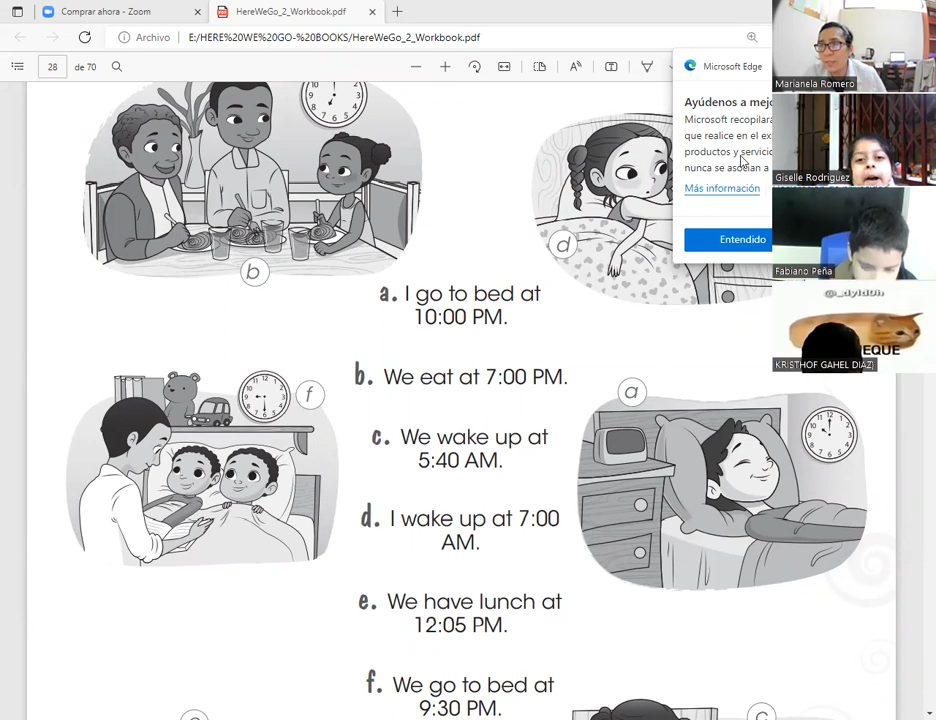 Comprar ahora - Zoom
HereWeGo_2_Workbook.pdf
Archivo
E:/HERE%20WE%20GO-%20BOOKS/HereWeGo_2_Workbook.pdf
28
de 70
Microsoft Edge
Ayúdenos a mejo
Microsoft recopilará
que realice en el ex
productos y servicio
nunca se asocian a
Más información
Entendido
Marianela Romero
Giselle Rodriguez
Fabiano Peña
@_dyld0h
EQUE
KRISTHOF GAHEL DIAZ)
b
d
a. I go to bed at
10:00 PM.
b. We eat at 7:00 PM.
f
a
c. We wake up at
5:40 AM.
d. I wake up at 7:00
AM.
e. We have lunch at
12:05 PM.
f. We go to bed at
9:30 PM.